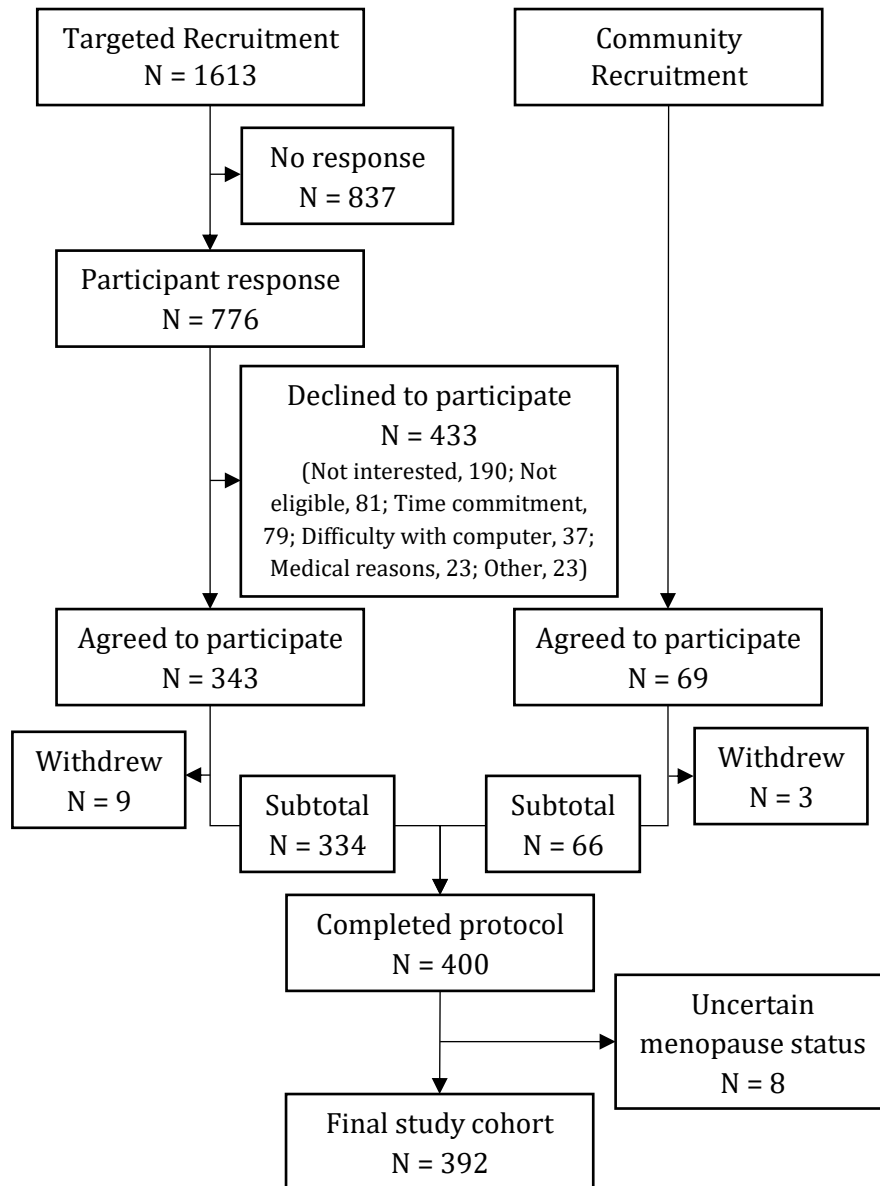 Targeted Recruitment
N = 1613
Community
Recruitment
No response
N = 837
Participant response
N = 776
Declined to participate
N = 433
(Not interested, 190; Not
eligible, 81; Time commitment,
79; Difficulty with computer, 37;
Medical reasons, 23; Other, 23)
Agreed to participate
N = 343
Agreed to participate
N = 69
Withdrew
N = 9
Withdrew
N = 3
Subtotal
N = 334
Subtotal
N = 66
Completed protocol
N = 400
Uncertain
menopause status
N = 8
Final study cohort
N = 392